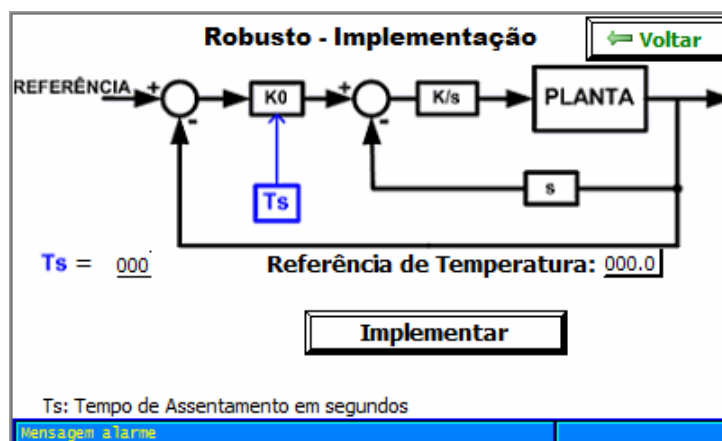 Robusto - Implementação
Voltar
REFERÊNCIA
+
-
K0
+
-
K/s
PLANTA
s
Ts
Ts = 000
Referência de Temperatura: 000.0
Implementar
Ts: Tempo de Assentamento em segundos
Mensagem alarme